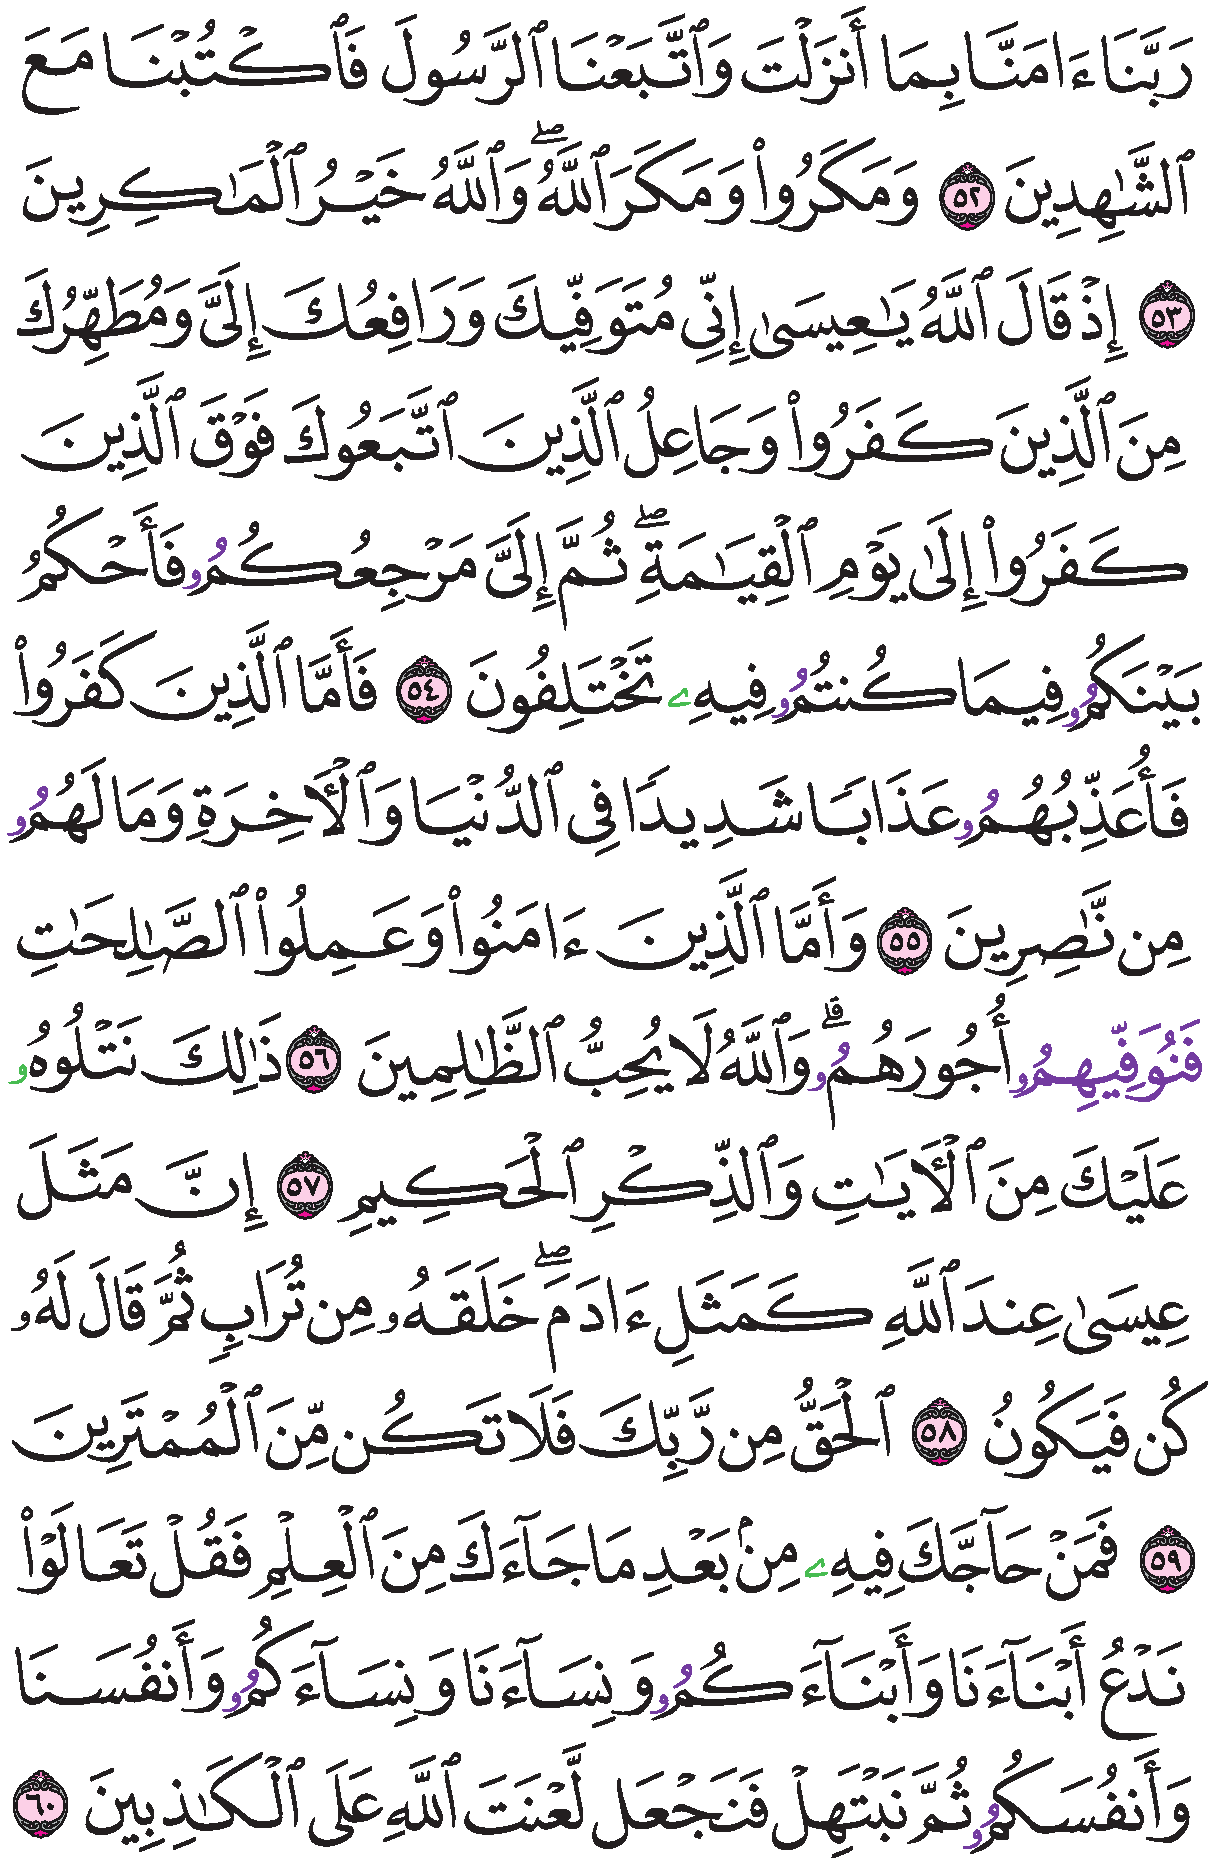 رَبَّنَا ءَامَنَّا بِمَا أَنزَلْتَ وَٱتَّبَعْنَا ٱلرَّسُولَ فَٱكْتُبْنَا مَعَ
ٱلشَّٰهِدِينَ ٥٢ وَمَكَرُوا۟ وَمَكَرَ ٱللَّهُ ۖ وَٱللَّهُ خَيْرُ ٱلْمَٰكِرِينَ
٥٣ إِذْ قَالَ ٱللَّهُ يَٰعِيسَىٰ إِنِّي مُتَوَفِّيكَ وَرَافِعُكَ إِلَيَّ وَمُطَهِّرُكَ
مِنَ ٱلَّذِينَ كَفَرُوا۟ وَجَاعِلُ ٱلَّذِينَ ٱتَّبَعُوكَ فَوْقَ ٱلَّذِينَ
كَفَرُوا۟ إِلَىٰ يَوْمِ ٱلْقِيَٰمَةِ ۖ ثُمَّ إِلَيَّ مَرْجِعُكُمُۥ فَأَحْكُمُ
بَيْنَكُمُۥ فِيمَا كُنتُمُۥ فِيهِۦ تَخْتَلِفُونَ ٥٤ فَأَمَّا ٱلَّذِينَ كَفَرُوا۟
فَأُعَذِّبُهُمُۥ عَذَابًا شَدِيدًا فِي ٱلدُّنْيَا وَٱلْأَخِرَةِ وَمَا لَهُمُۥ
مِن نَّٰصِرِينَ ٥٥ وَأَمَّا ٱلَّذِينَ ءَامَنُوا۟ وَعَمِلُوا۟ ٱلصَّٰلِحَٰتِ
فَنُوَفِّيهِمُۥ أُجُورَهُمُۥ ۗ وَٱللَّهُ لَا يُحِبُّ ٱلظَّٰلِمِينَ ٥٦ ذَٰلِكَ نَتْلُوهُۥ
عَلَيْكَ مِنَ ٱلْأَيَٰتِ وَٱلذِّكْرِ ٱلْحَكِيمِ ٥٧ إِنَّ مَثَلَ
عِيسَىٰ عِندَ ٱللَّهِ كَمَثَلِ ءَادَمَ ۖ خَلَقَهُۥ مِن تُرَابٍ ثُمَّ قَالَ لَهُۥ
كُن فَيَكُونُ ٥٨ ٱلْحَقُّ مِن رَّبِّكَ فَلَا تَكُن مِّنَ ٱلْمُمْتَرِينَ
٥٩ فَمَنْ حَآجَّكَ فِيهِۦ مِنۢ بَعْدِ مَا جَآءَكَ مِنَ ٱلْعِلْمِ فَقُلْ تَعَالَوْا۟
نَدْعُ أَبْنَآءَنَا وَأَبْنَآءَكُمُۥ وَنِسَآءَنَا وَنِسَآءَكُمُۥ وَأَنفُسَنَا
وَأَنفُسَكُمُۥ ثُمَّ نَبْتَهِلْ فَنَجْعَل لَّعْنَتَ ٱللَّهِ عَلَى ٱلْكَٰذِبِينَ ٦٠